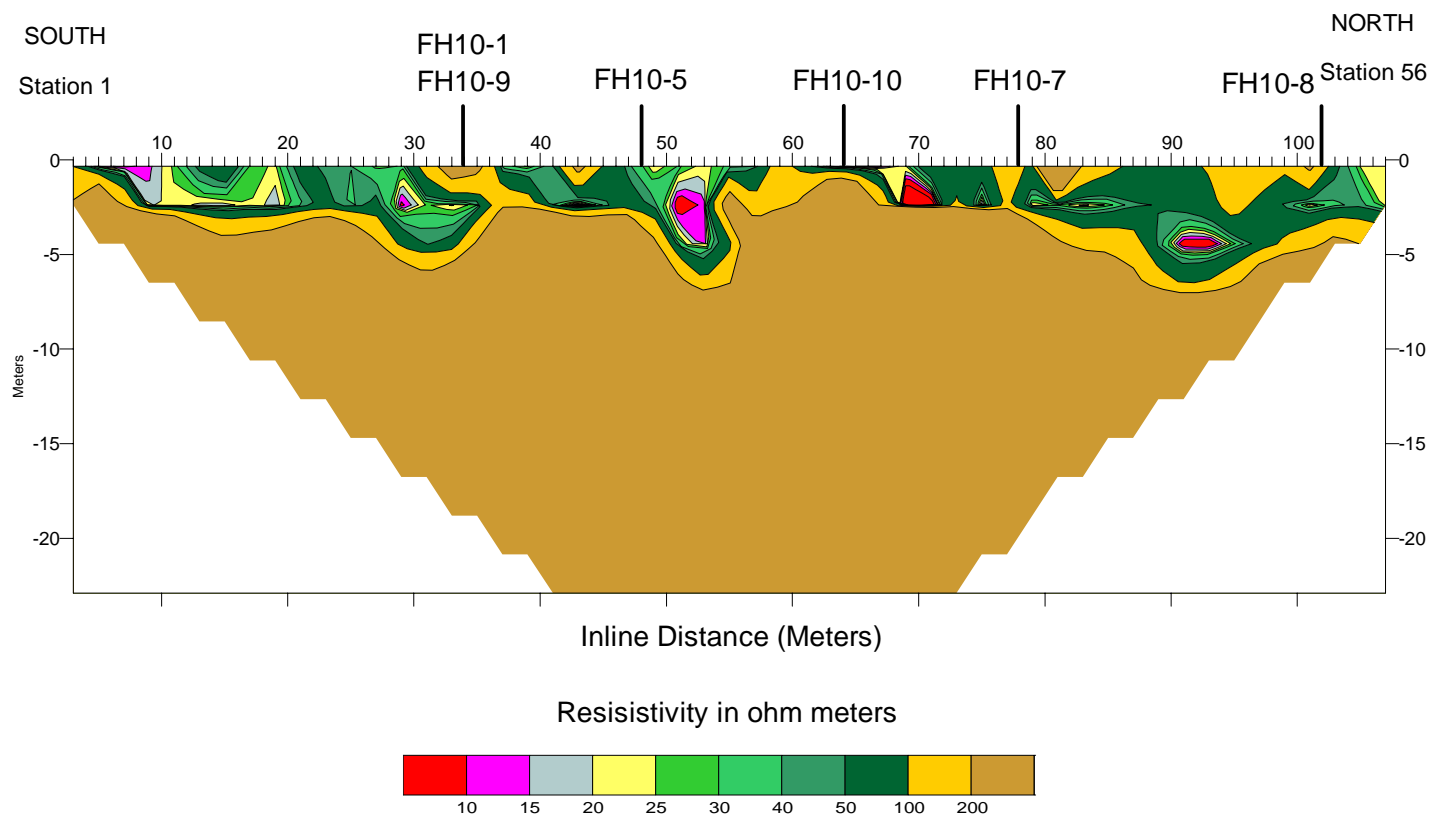 SOUTH
NORTH
FH10-1
Station 1
FH10-9
FH10-5
FH10-10
FH10-7
FH10-8
Station 56
10 20 30 40 50 60 70 80 90 100
0 0
-5 -5
-10 -10
-15 -15
-20 -20
Meters
Inline Distance (Meters)
Resisistivity in ohm meters
10 15 20 25 30 40 50 100 200